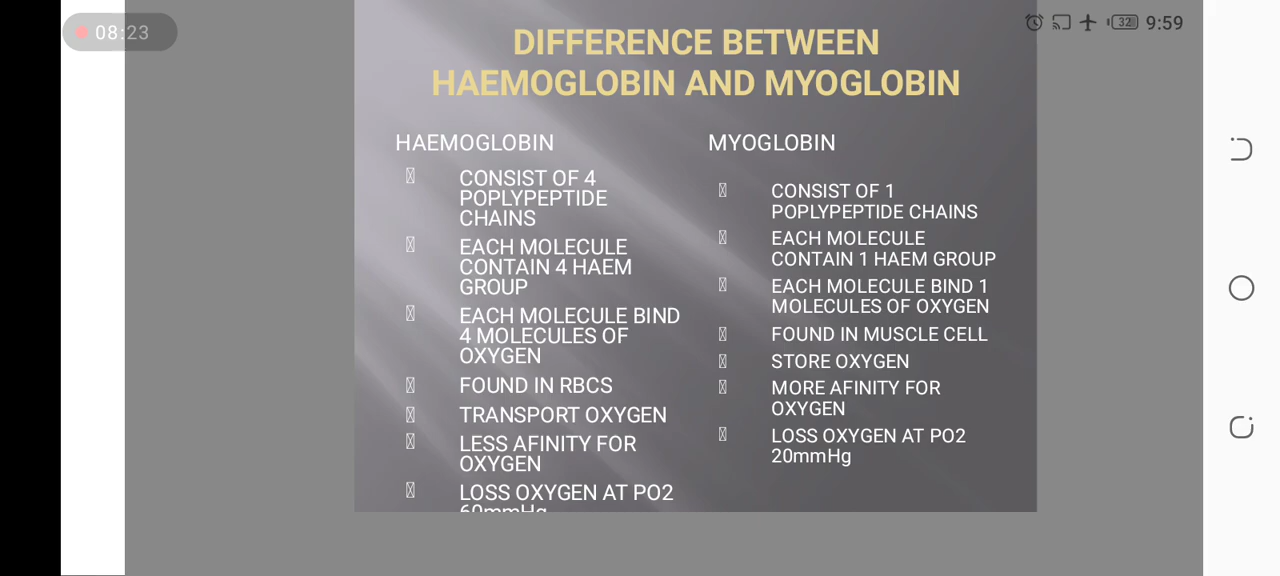 08:23
32 9:59
DIFFERENCE BETWEEN
HAEMOGLOBIN AND MYOGLOBIN
HAEMOGLOBIN
CONSIST OF 4
POPLYPEPTIDE
CHAINS
EACH MOLECULE
CONTAIN 4 HAEM
GROUP
EACH MOLECULE BIND
4 MOLECULES OF
OXYGEN
FOUND IN RBCS
TRANSPORT OXYGEN
LESS AFINITY FOR
OXYGEN
LOSS OXYGEN AT PO2
60mmHg
MYOGLOBIN
CONSIST OF 1
POPLYPEPTIDE CHAINS
EACH MOLECULE
CONTAIN 1 HAEM GROUP
EACH MOLECULE BIND 1
MOLECULES OF OXYGEN
FOUND IN MUSCLE CELL
STORE OXYGEN
MORE AFINITY FOR
OXYGEN
LOSS OXYGEN AT PO2
20mmHg